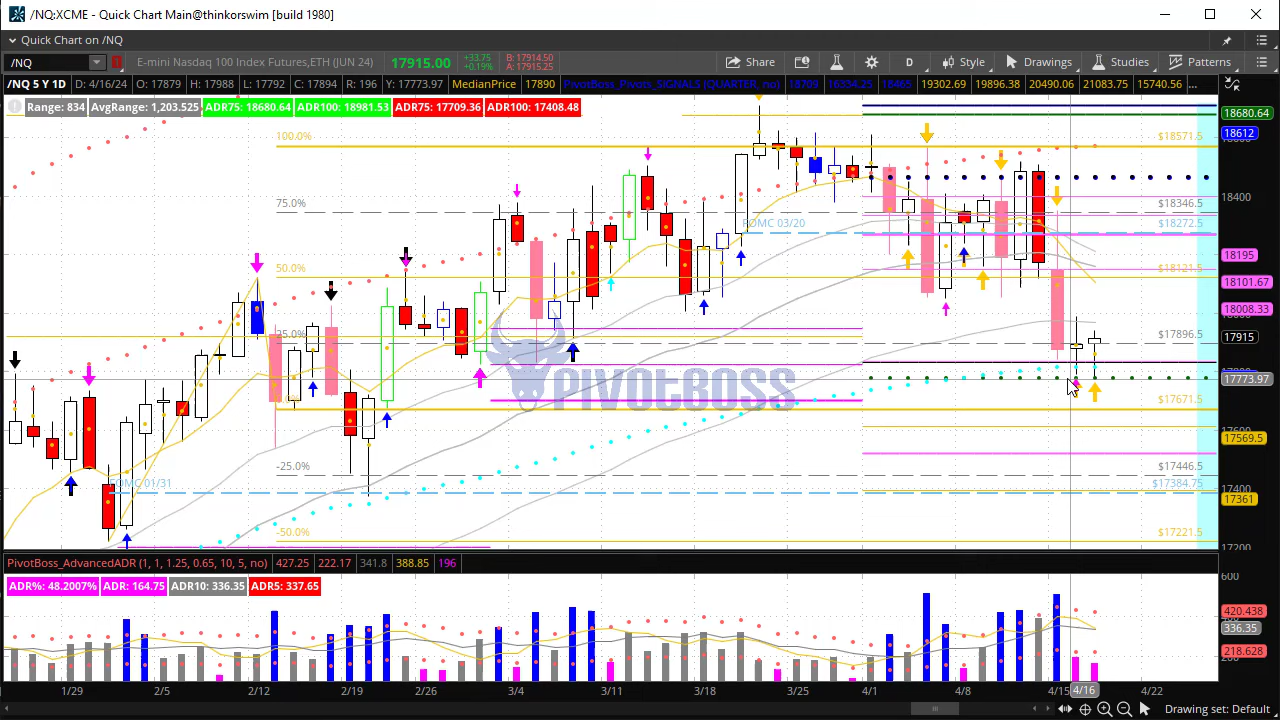 /NQ:XCME - Quick Chart Main@thinkorswim [build 1980]
Quick Chart on /NQ
/NQ E-mini Nasdaq 100 Index Futures,ETH (JUN 24) 17915.00 +33.75 +0.19% B: 17914.50 A: 17915.25 Share D Style Drawings Studies Patterns
/NQ 5 Y 1D D: 4/16/24 O: 17879 H: 17988 L: 17792 C: 17894 R: 196 Y: 17773.97 MedianPrice 17890 PivotBoss_Pivots_SIGNALS (QUARTER, no) 18709 16334.25 18465 19302.69 19896.38 20490.06 21083.75 15740.56 ...
Range: 834 AvgRange: 1,203.525 ADR75: 18680.64 ADR100: 18981.53 ADR75: 17709.36 ADR100: 17408.48
18680.64
18612
100.0% $18571.5
18400
75.0% $18346.5
FOMC 03/20 $18272.5
18195
50.0% $18121.5
18101.67
18008.33
25.0% $17896.5
17915
17773.97
PIVOTBOSS
$17671.5
17600
17569.5
-25.0% $17446.5
FOMC 01/31 $17384.75
17400
17361
-50.0% $17221.5
17200
PivotBoss_AdvancedADR (1, 1, 1.25, 0.65, 10, 5, no) 427.25 222.17 341.8 388.85 196
600
ADR%: 48.2007% ADR: 164.75 ADR10: 336.35 ADR5: 337.65
420.438
336.35
218.628
1/29 2/5 2/12 2/19 2/26 3/4 3/11 3/18 3/25 4/1 4/8 4/15 4/16 4/22
Drawing set: Default